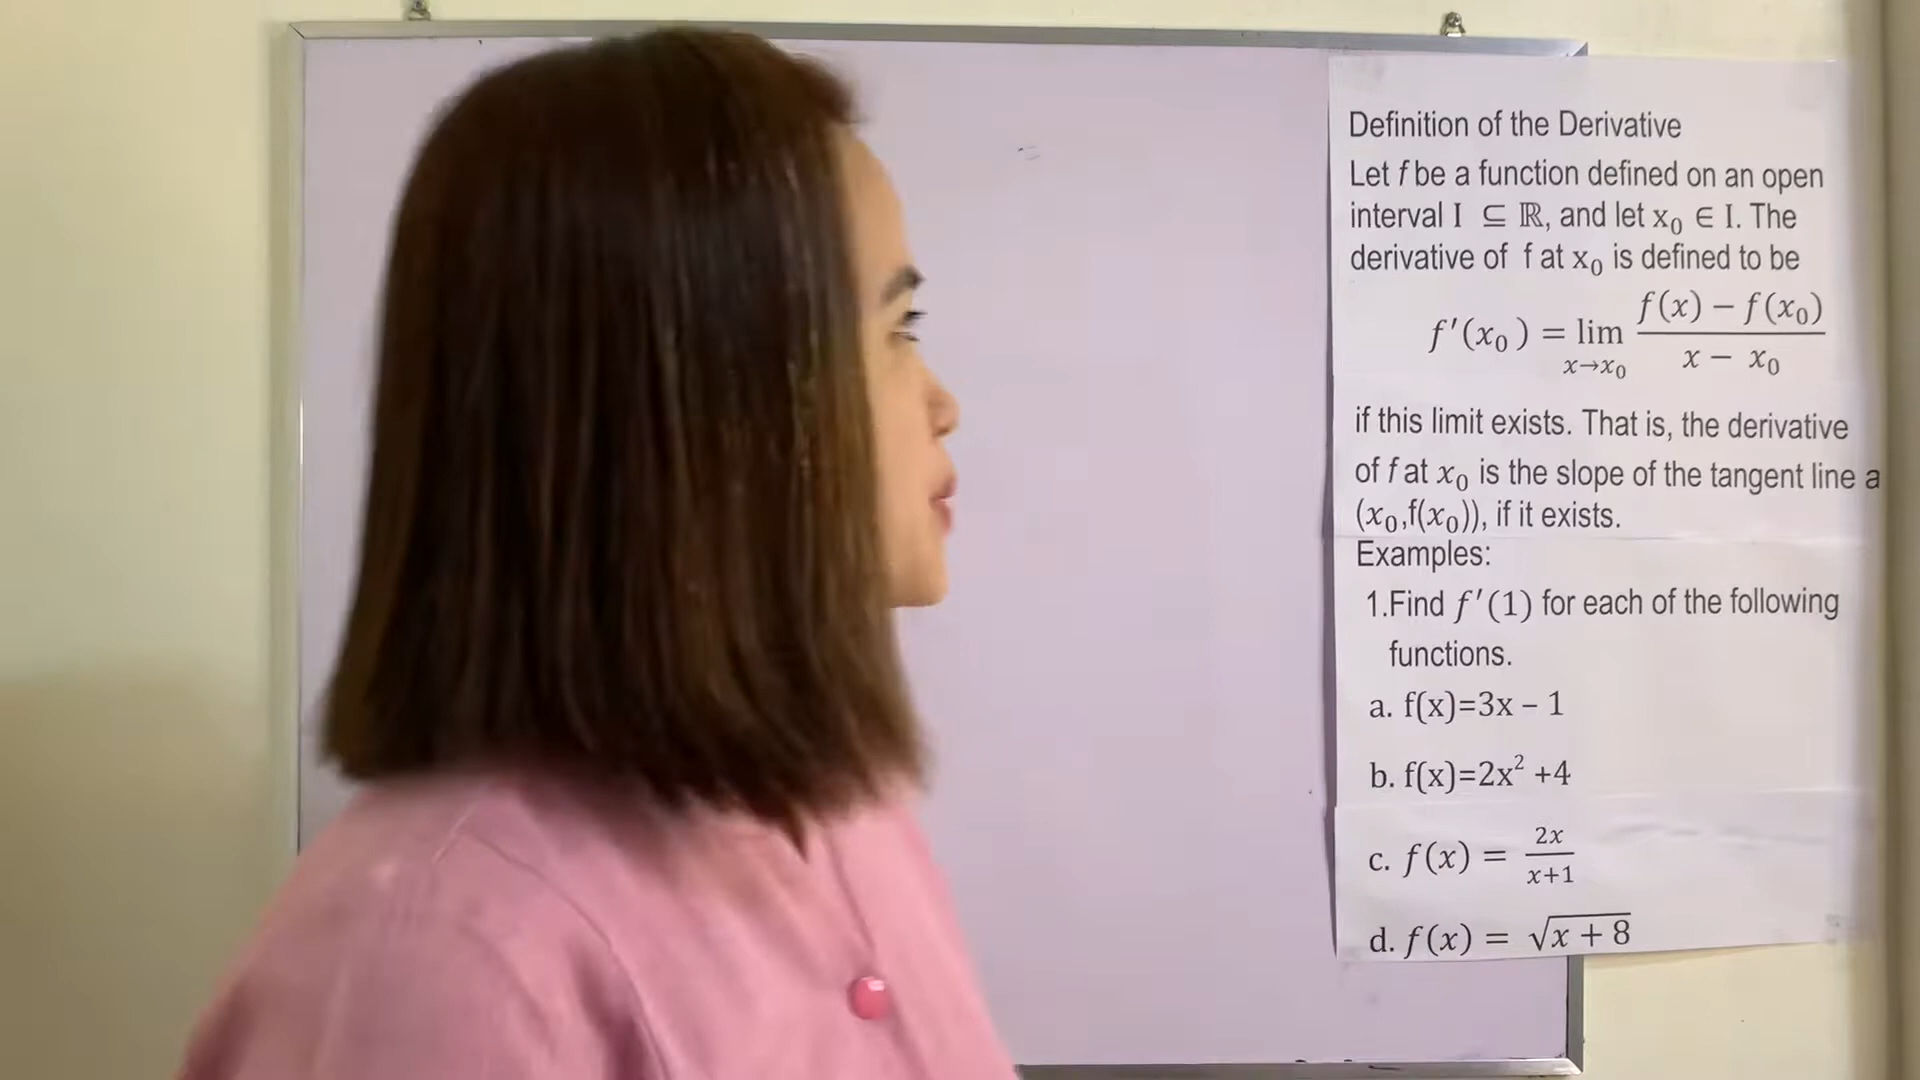 Definition of the Derivative
Let f be a function defined on an open
interval I ⊆ ℝ, and let x₀ ∈ I. The
derivative of f at x₀ is defined to be
f′(x₀) = lim x→x₀ f(x) − f(x₀) / x − x₀
if this limit exists. That is, the derivative
of f at x₀ is the slope of the tangent line a
(x₀,f(x₀)), if it exists.
Examples:
1.Find f′(1) for each of the following
functions.
a. f(x)=3x – 1
b. f(x)=2x² +4
c. f(x) = 2x / x+1
d. f(x) = √x + 8